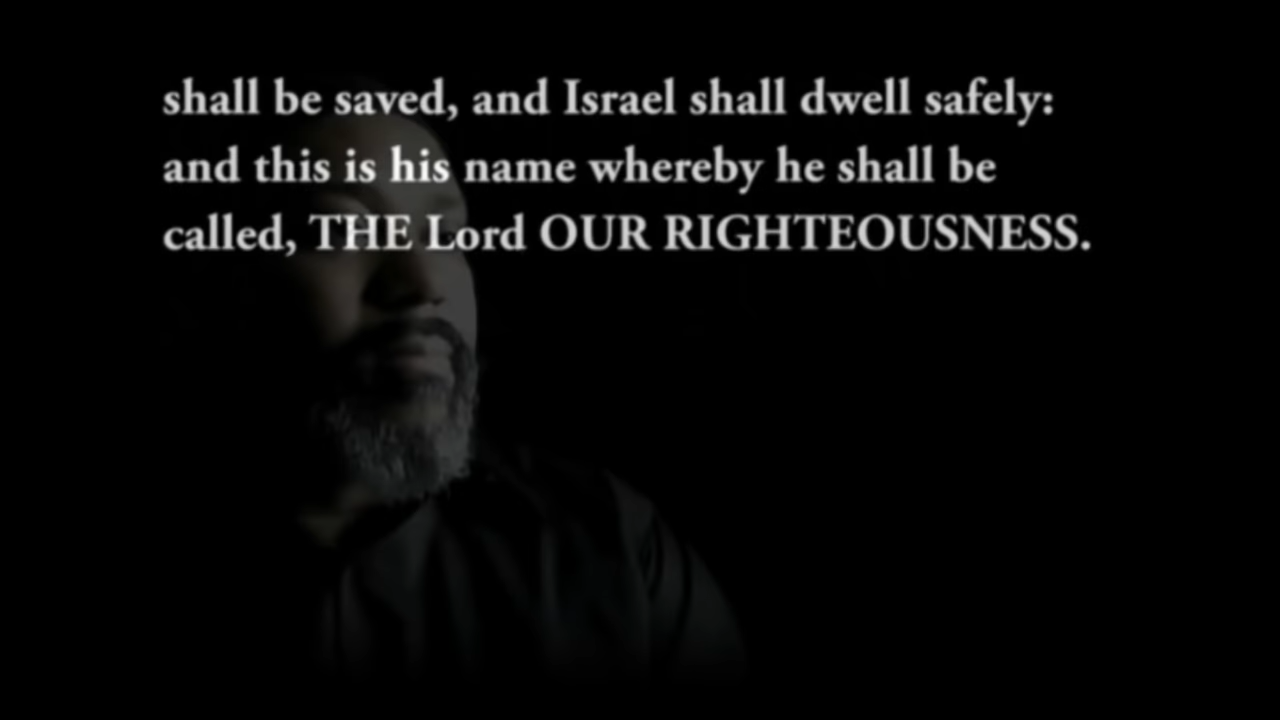 shall be saved, and Israel shall dwell safely:
and this is his name whereby he shall be
called, THE Lord OUR RIGHTEOUSNESS.